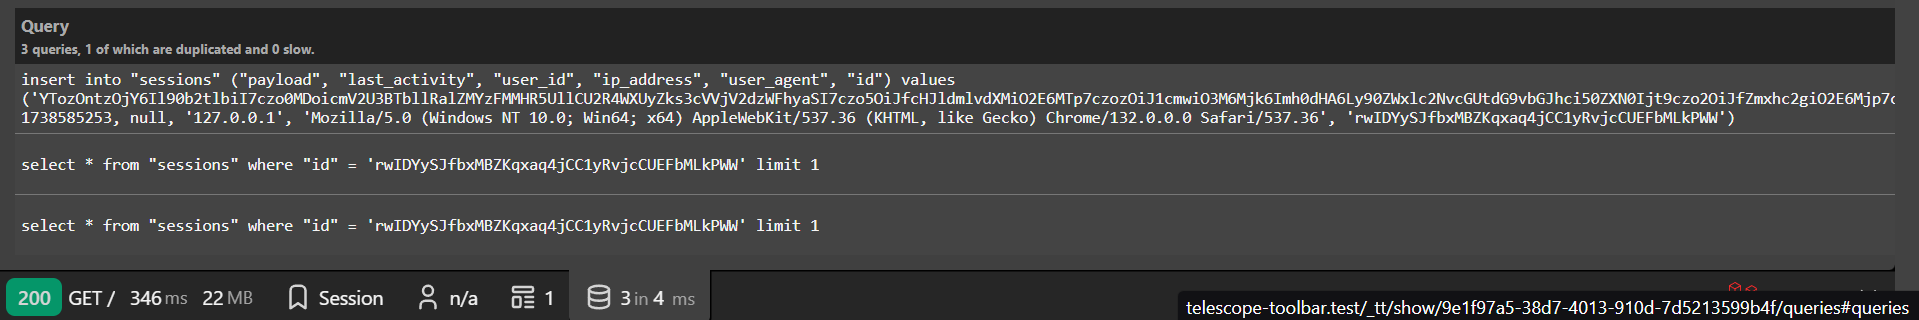 Query
3 queries, 1 of which are duplicated and 0 slow.
insert into "sessions" ("payload", "last_activity", "user_id", "ip_address", "user_agent", "id") values
1738585253, null, '127.0.0.1', 'Mozilla/5.0 (Windows NT 10.0; Win64; x64) AppleWebKit/537.36 (KHTML, like Gecko) Chrome/132.0.0.0 Safari/537.36', 'rwIDYySJfbxMBZKqxaq4jCC1yRvjcCUEFbMLkPWW')
select * from "sessions" where "id" = 'rwIDYySJfbxMBZKqxaq4jCC1yRvjcCUEFbMLkPWW' limit 1
select * from "sessions" where "id" = 'rwIDYySJfbxMBZKqxaq4jCC1yRvjcCUEFbMLkPWW' limit 1
200 GET / 346 ms 22 MB Session n/a 1 3 in 4 ms
telescope-toolbar.test/_tt/show/9e1f97a5-38d7-4013-910d-7d5213599b4f/queries#queries